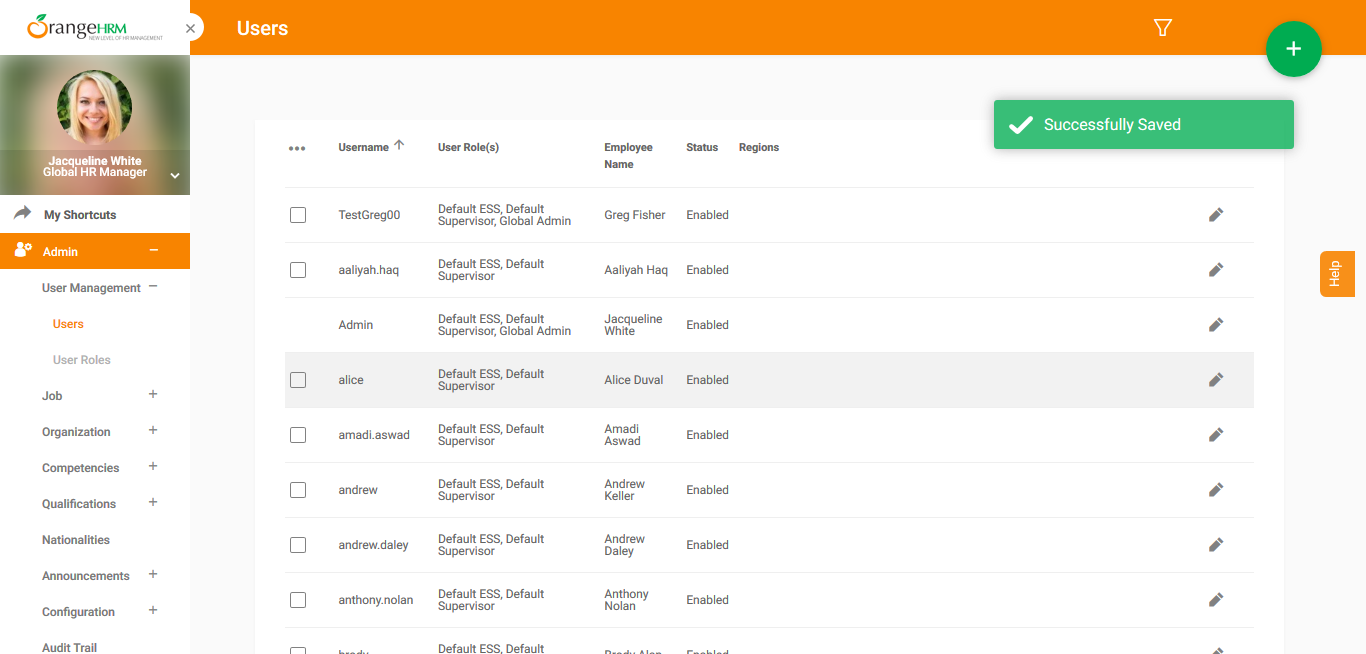 OrangeHRM
NEW LEVEL OF HR MANAGEMENT
Users
Jacqueline White
Global HR Manager
My Shortcuts
Admin
User Management
Users
User Roles
Job
Organization
Competencies
Qualifications
Nationalities
Announcements
Configuration
Audit Trail
Successfully Saved
Username User Role(s) Employee Name Status Regions
TestGreg00 Default ESS, Default Supervisor, Global Admin Greg Fisher Enabled
aaliyah.haq Default ESS, Default Supervisor Aaliyah Haq Enabled
Admin Default ESS, Default Supervisor, Global Admin Jacqueline White Enabled
alice Default ESS, Default Supervisor Alice Duval Enabled
amadi.aswad Default ESS, Default Supervisor Amadi Aswad Enabled
andrew Default ESS, Default Supervisor Andrew Keller Enabled
andrew.daley Default ESS, Default Supervisor Andrew Daley Enabled
anthony.nolan Default ESS, Default Supervisor Anthony Nolan Enabled
brody Default ESS, Default Brody Alan Enabled
Help